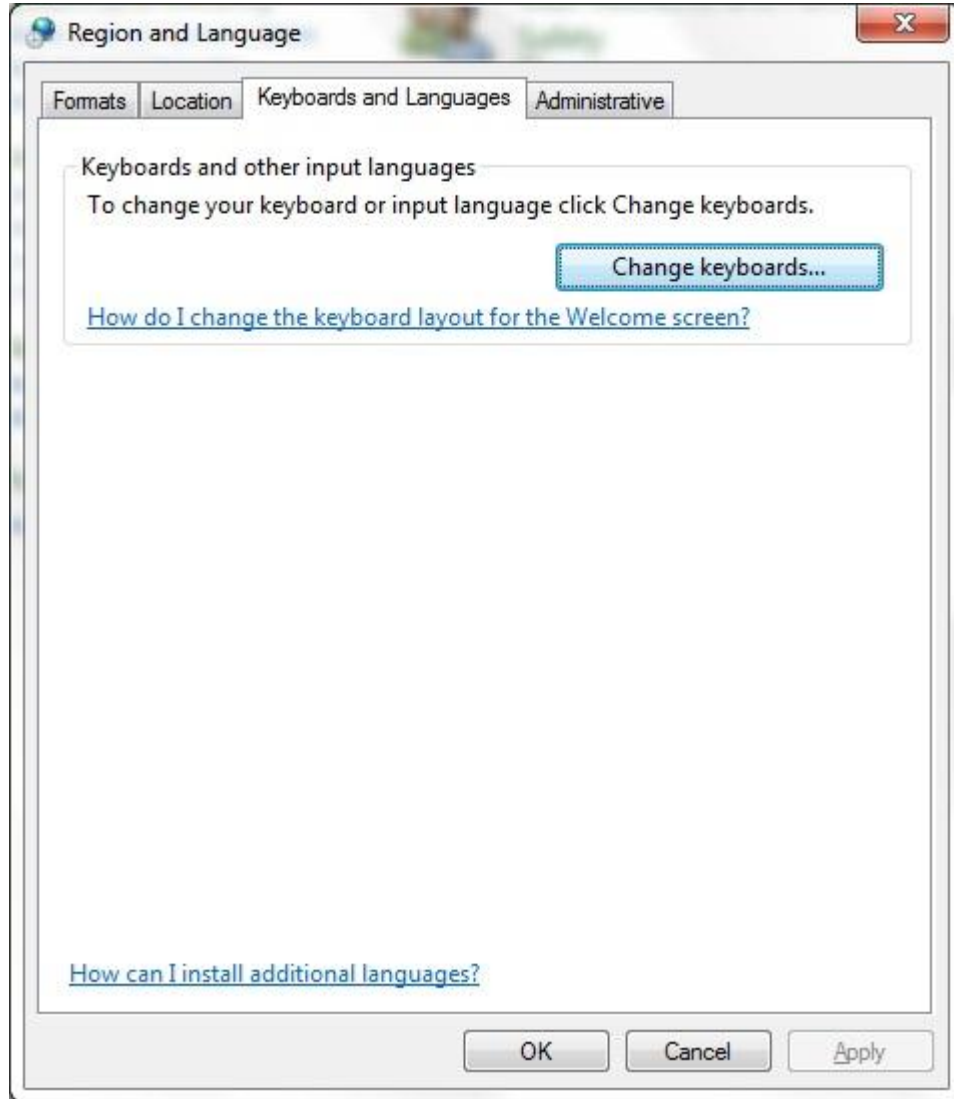 Region and Language
Safety
Formats Location Keyboards and Languages Administrative
Keyboards and other input languages
To change your keyboard or input language click Change keyboards.
Change keyboards...
How do I change the keyboard layout for the Welcome screen?
How can I install additional languages?
OK Cancel Apply